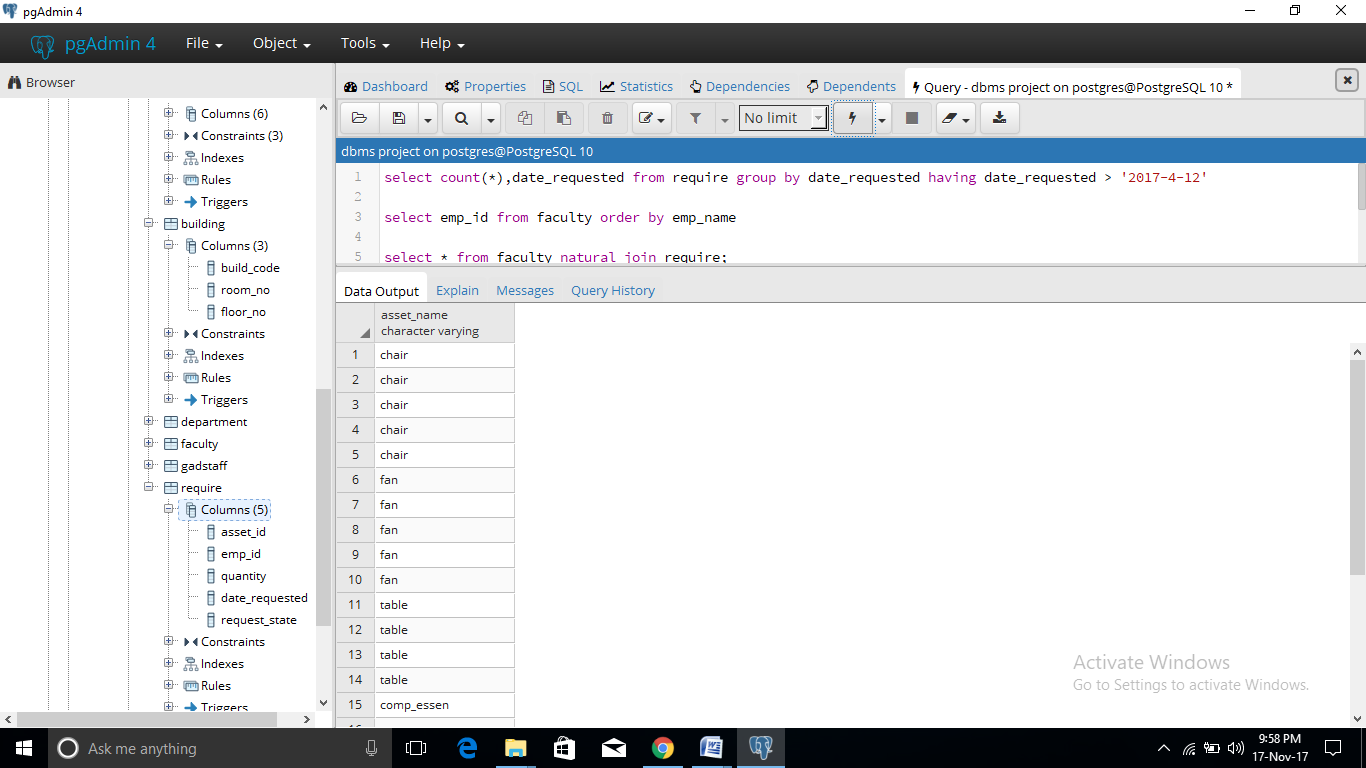 pgAdmin 4
pgAdmin 4 File Object Tools Help
Browser
Columns (6)
Constraints (3)
Indexes
Rules
Triggers
building
Columns (3)
build_code
room_no
floor_no
Constraints
Indexes
Rules
Triggers
department
faculty
gadstaff
require
Columns (5)
asset_id
emp_id
quantity
date_requested
request_state
Constraints
Indexes
Rules
Triggers
Dashboard Properties SQL Statistics Dependencies Dependents Query - dbms project on postgres@PostgreSQL 10 *
No limit
dbms project on postgres@PostgreSQL 10
1 select count(*),date_requested from require group by date_requested having date_requested > '2017-4-12'
2
3 select emp_id from faculty order by emp_name
4
5 select * from faculty natural join require;
Data Output Explain Messages Query History
asset_name
character varying
1 chair
2 chair
3 chair
4 chair
5 chair
6 fan
7 fan
8 fan
9 fan
10 fan
11 table
12 table
13 table
14 table
15 comp_essen
Activate Windows
Go to Settings to activate Windows.
Ask me anything
9:58 PM
17-Nov-17